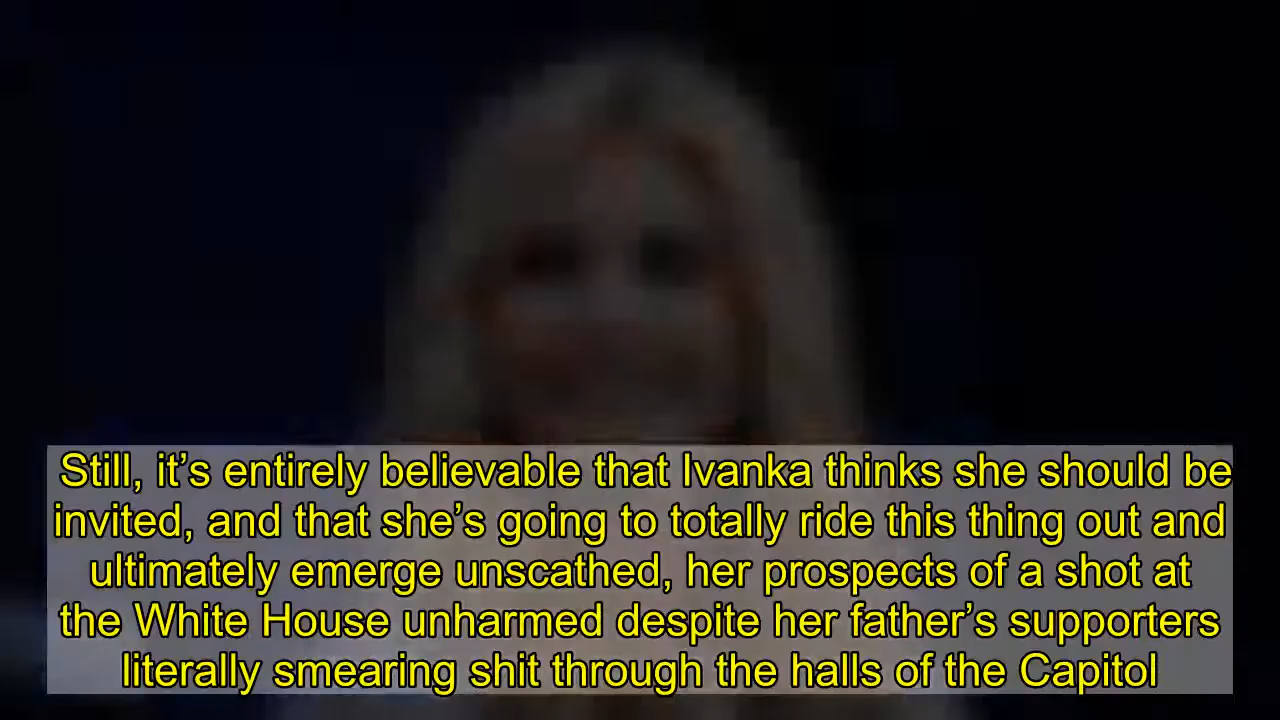 Still, it’s entirely believable that Ivanka thinks she should be
invited, and that she’s going to totally ride this thing out and
ultimately emerge unscathed, her prospects of a shot at
the White House unharmed despite her father’s supporters
literally smearing shit through the halls of the Capitol